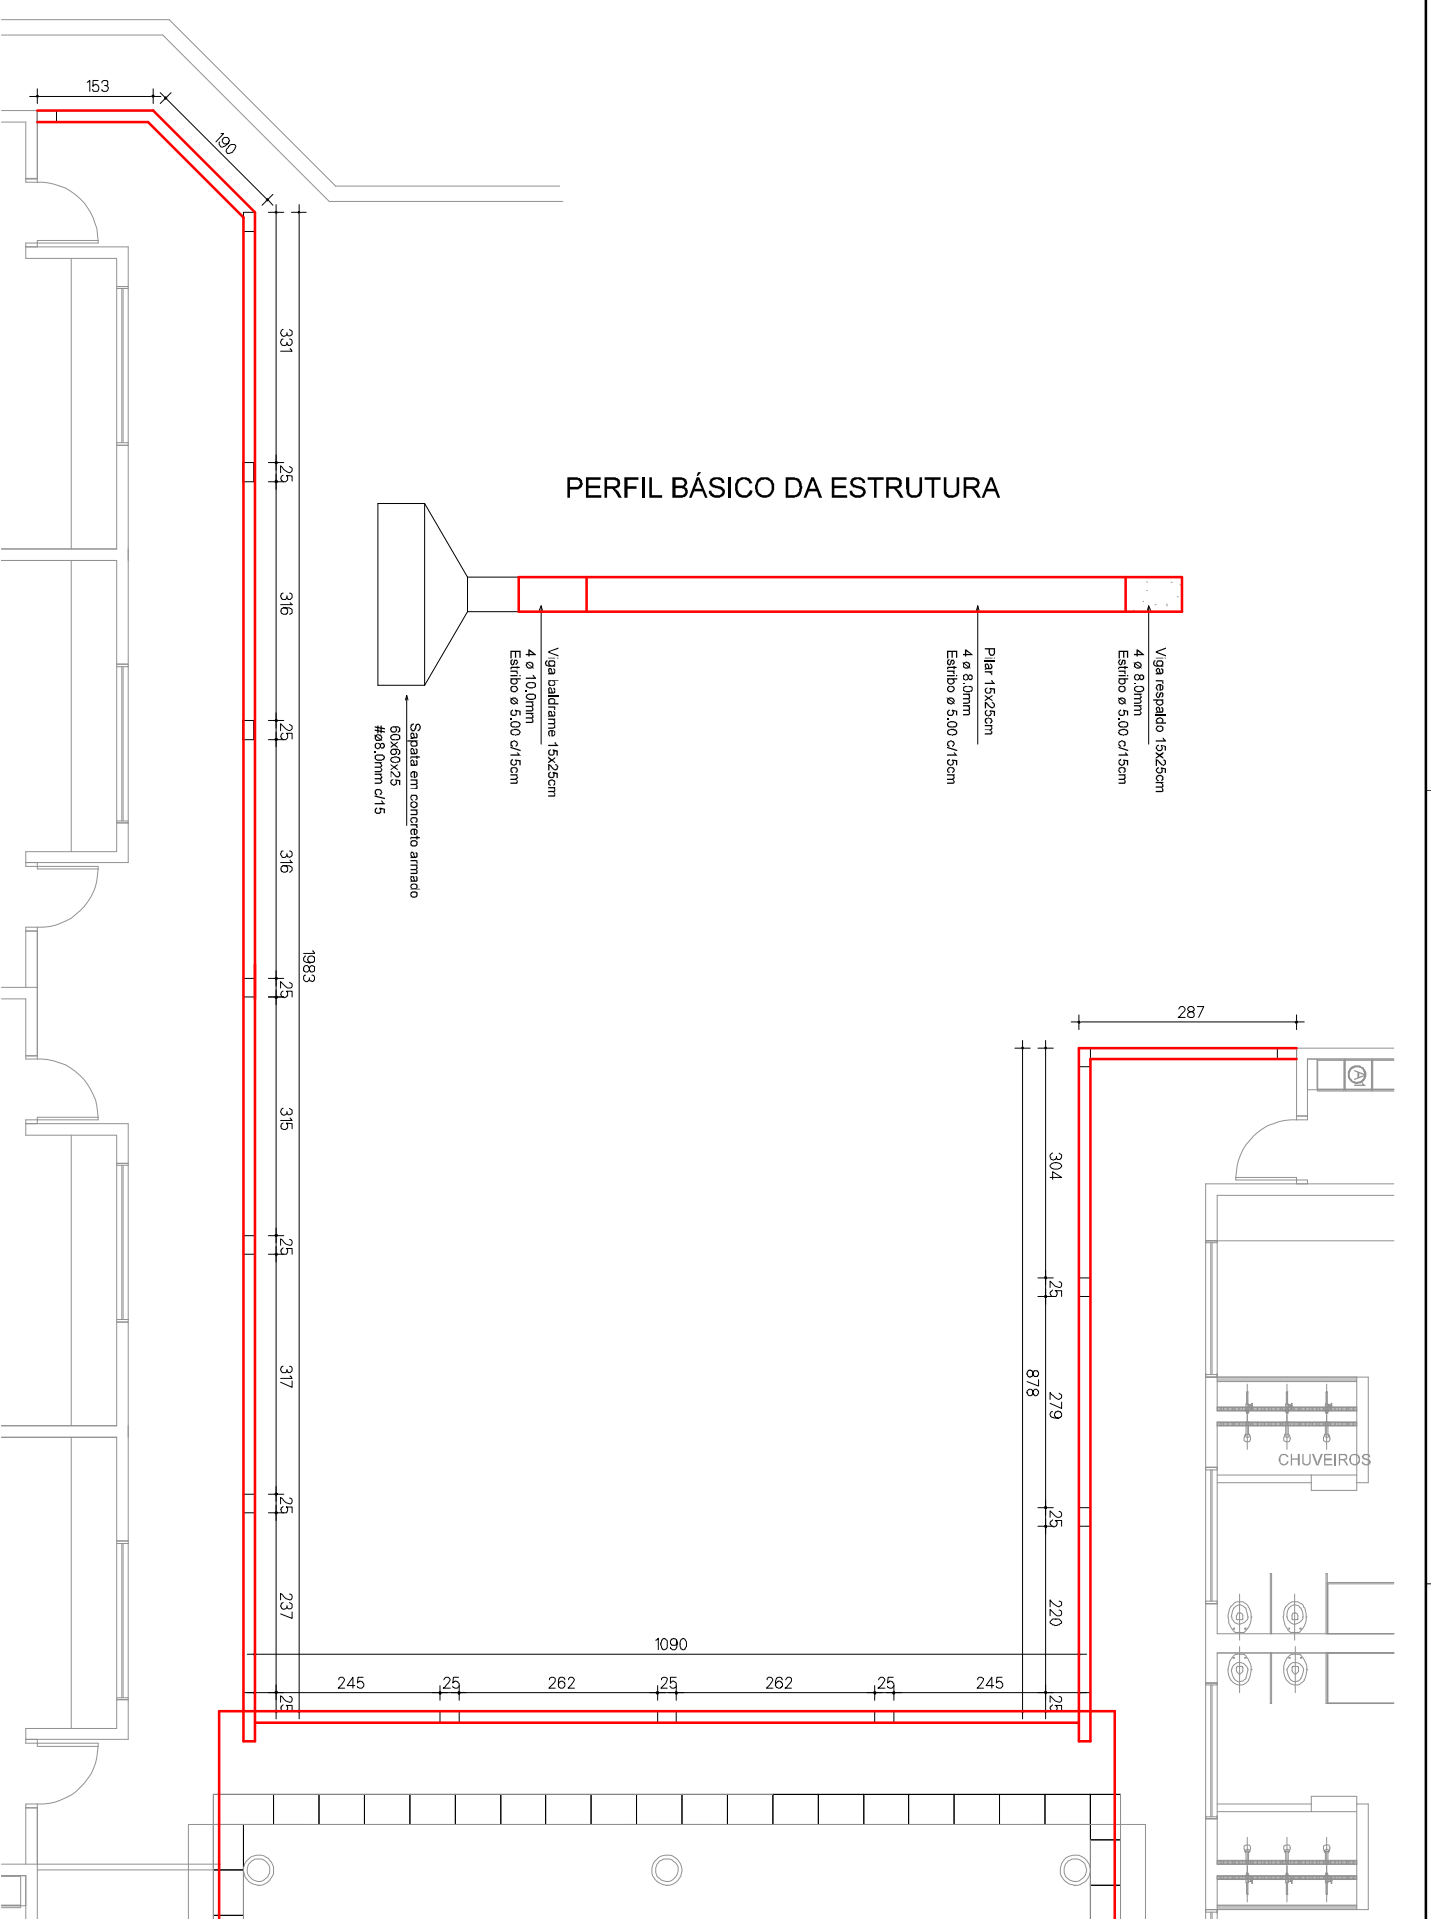 153
190
331
25
316
25
316
1983
25
315
25
317
25
237
25
PERFIL BÁSICO DA ESTRUTURA
Viga respaldo 15x25cm
4 ø 8.0mm
Estribo ø 5.00 c/15cm
Pilar 15x25cm
4 ø 8.0mm
Estribo ø 5.00 c/15cm
Viga baldrame 15x25cm
4 ø 10.0mm
Estribo ø 5.00 c/15cm
Sapata em concreto armado
60x60x25
#ø8.0mm c/15
287
304
25
878
279
25
220
25
1090
245
25
262
25
262
25
245
CHUVEIROS